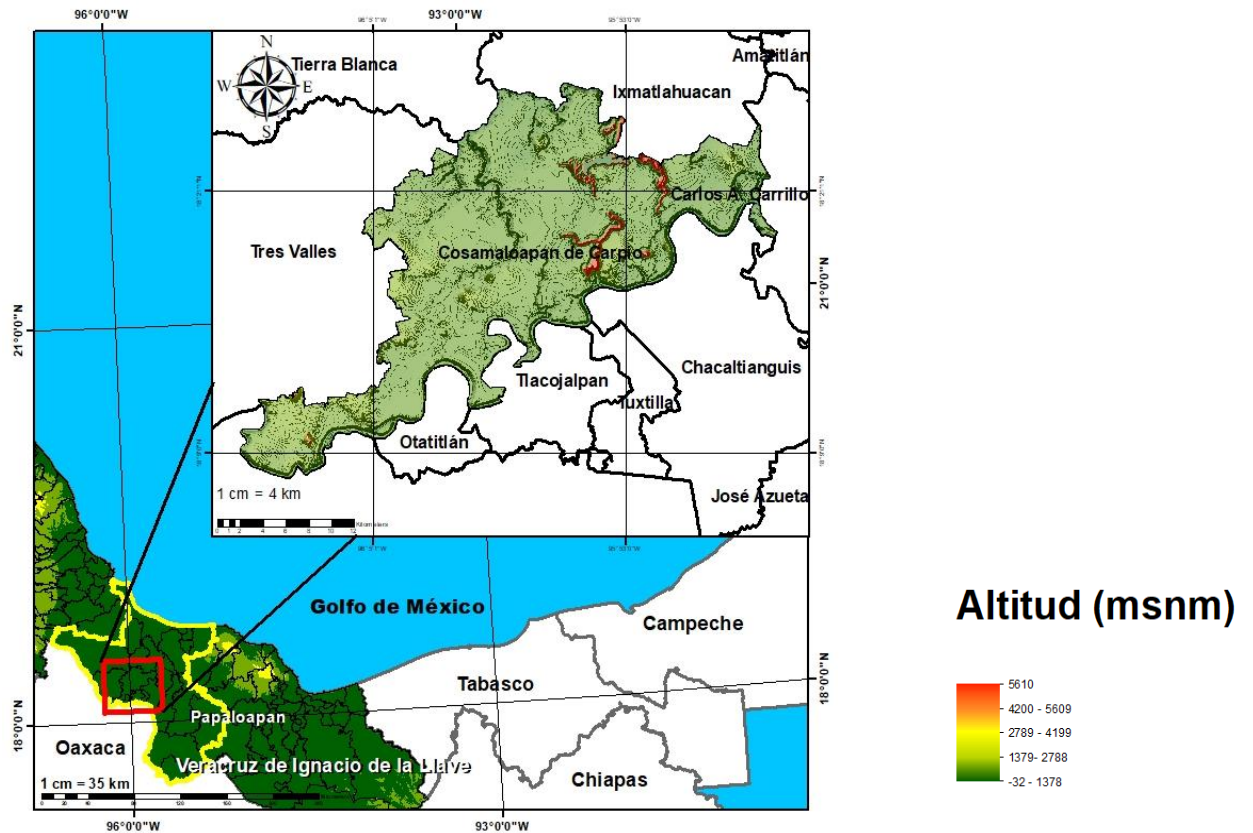 96°0'0"W
93°0'0"W
N
W
E
S
Tierra Blanca
Amatitlán
Ixmatlahuacan
Carlos A. Carrillo
Tres Valles
Cosamaloapan de Carpio
21°0'0"N
21°0'0"N
Chacaltianguis
Tlacojalpan
Tuxtilla
Otatitlán
José Azueta
1 cm = 4 km
Kilometers
Golfo de México
Campeche
Tabasco
18°0'0"N
18°0'0"N
Papaloapan
Oaxaca
Veracruz de Ignacio de la Llave
Chiapas
1 cm = 35 km
96°0'0"W
93°0'0"W
Altitud (msnm)
5610
4200 - 5609
2789 - 4199
1379 - 2788
-32 - 1378